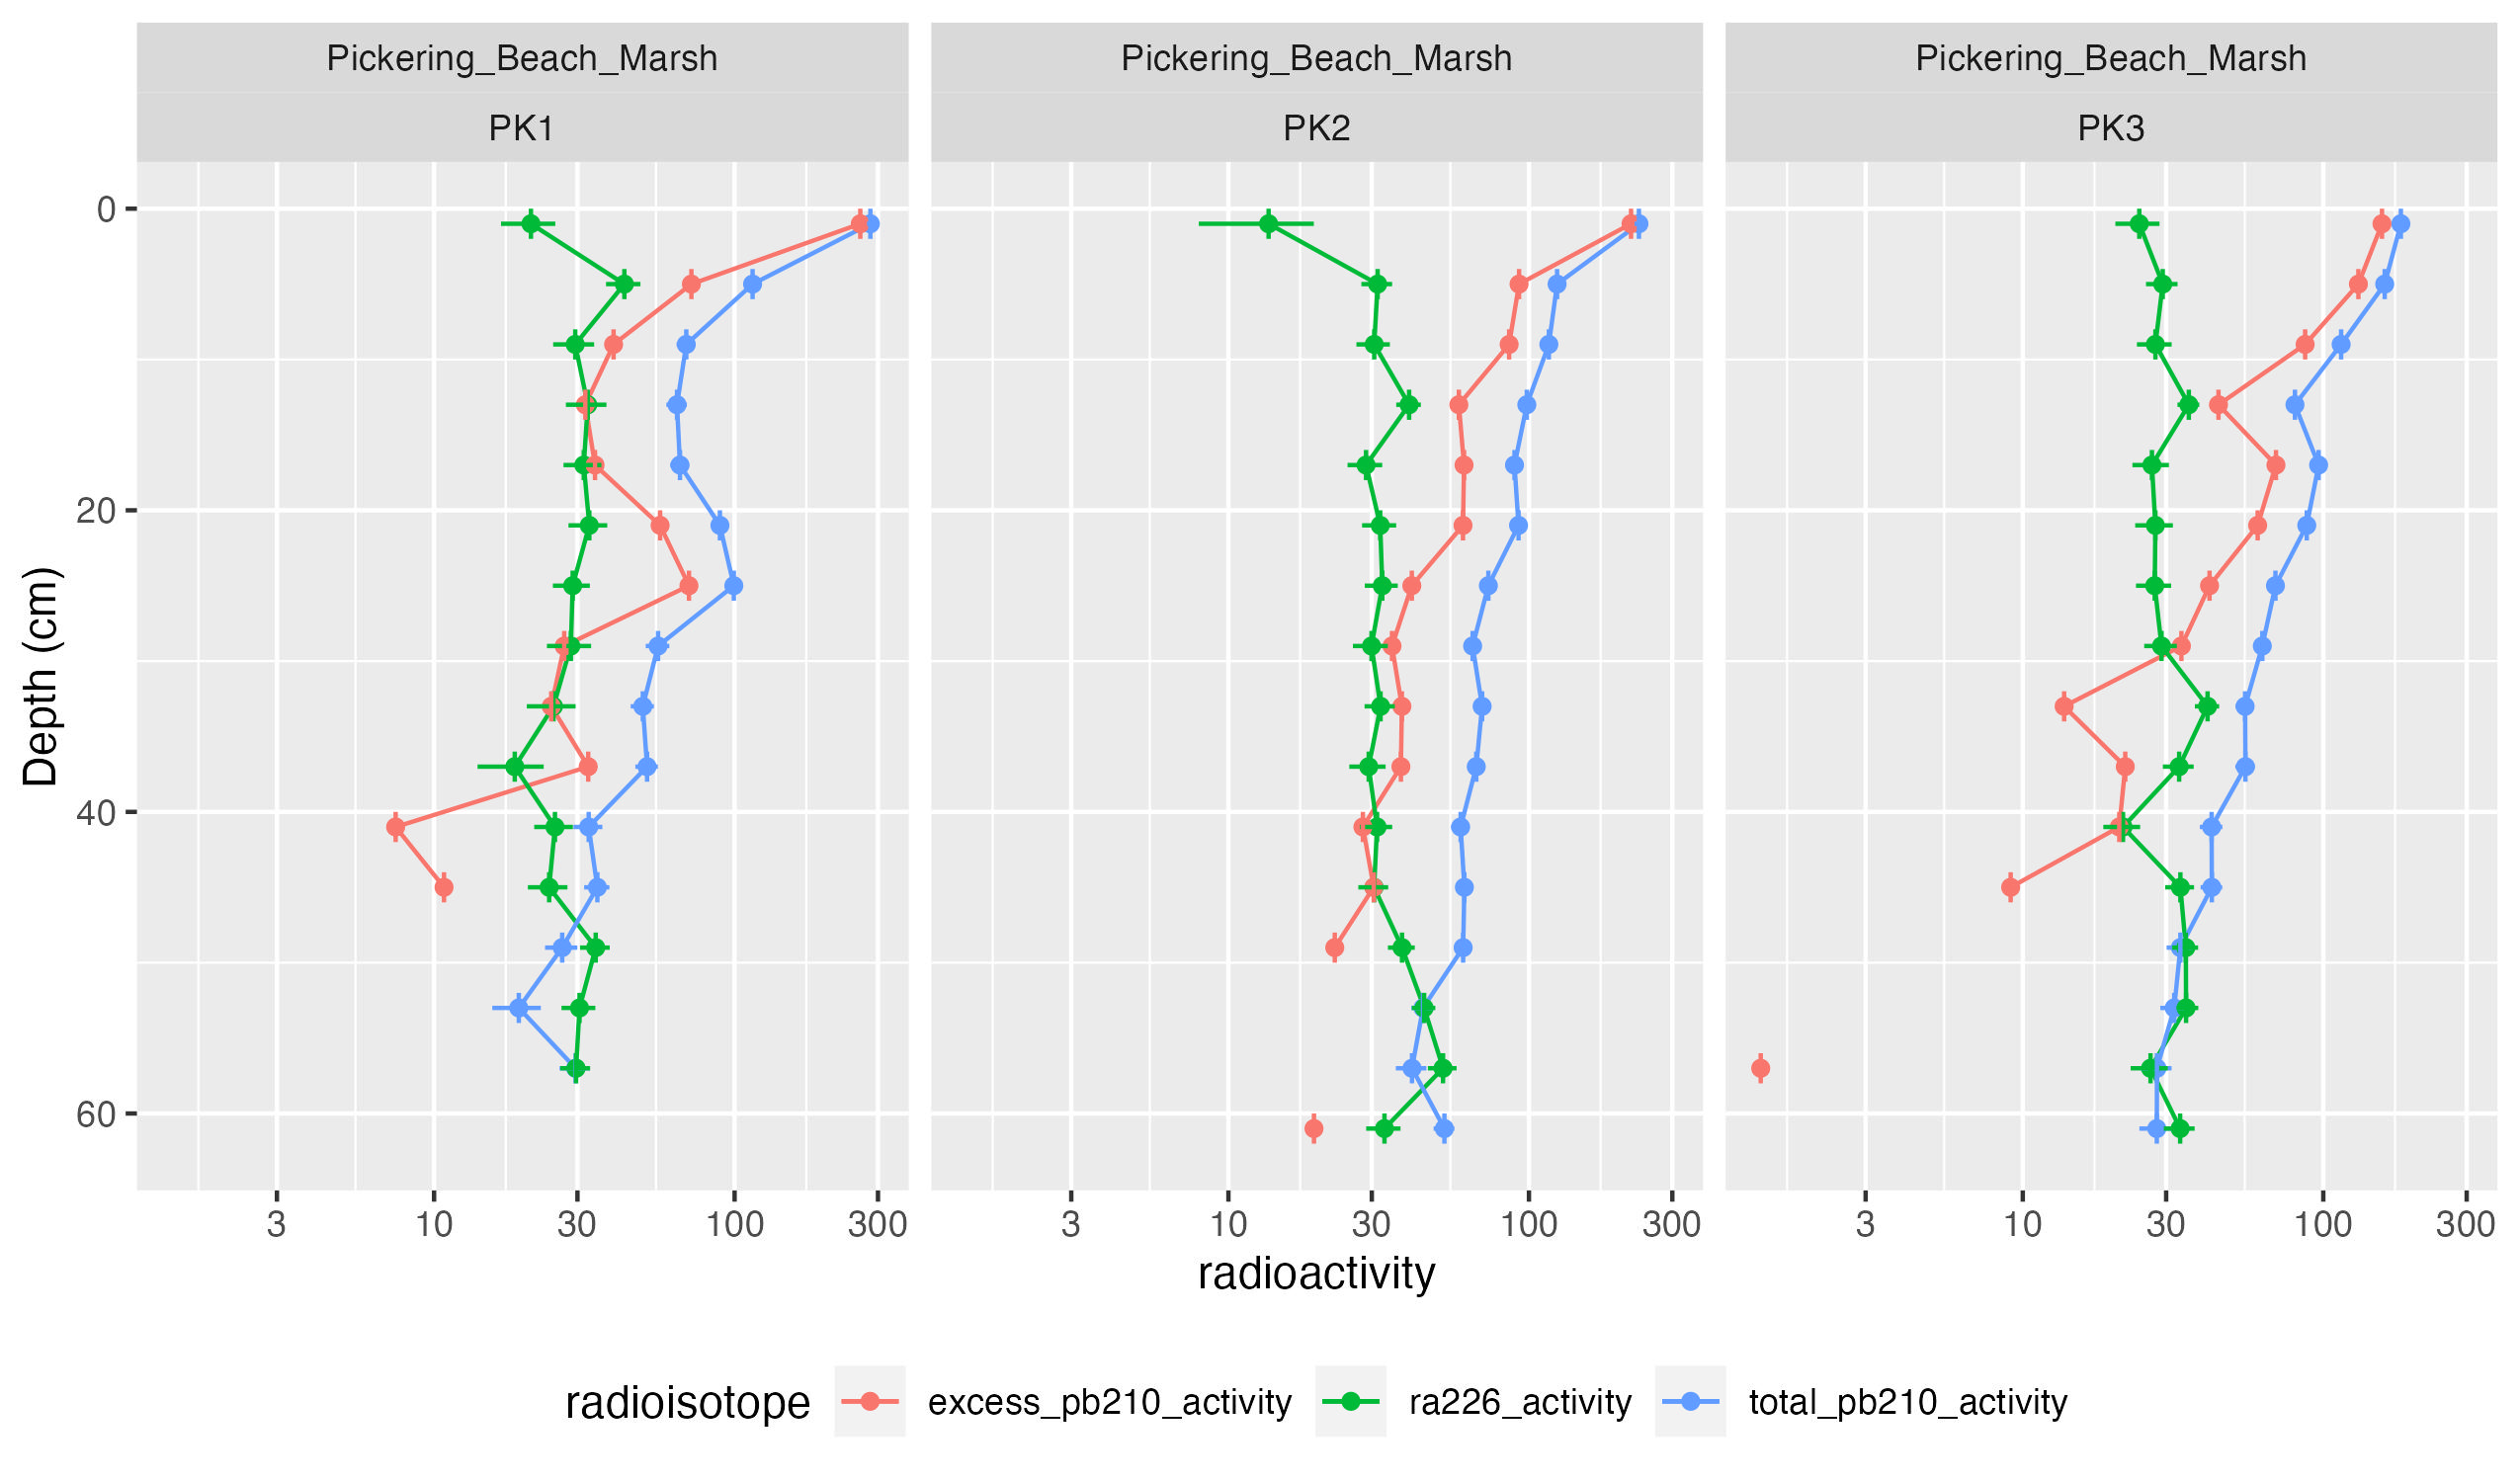 Pickering_Beach_Marsh Pickering_Beach_Marsh Pickering_Beach_Marsh
PK1 PK2 PK3
0
20
40
60
Depth (cm)
3 10 30 100 300 3 10 30 100 300 3 10 30 100 300
radioactivity
radioisotope excess_pb210_activity ra226_activity total_pb210_activity